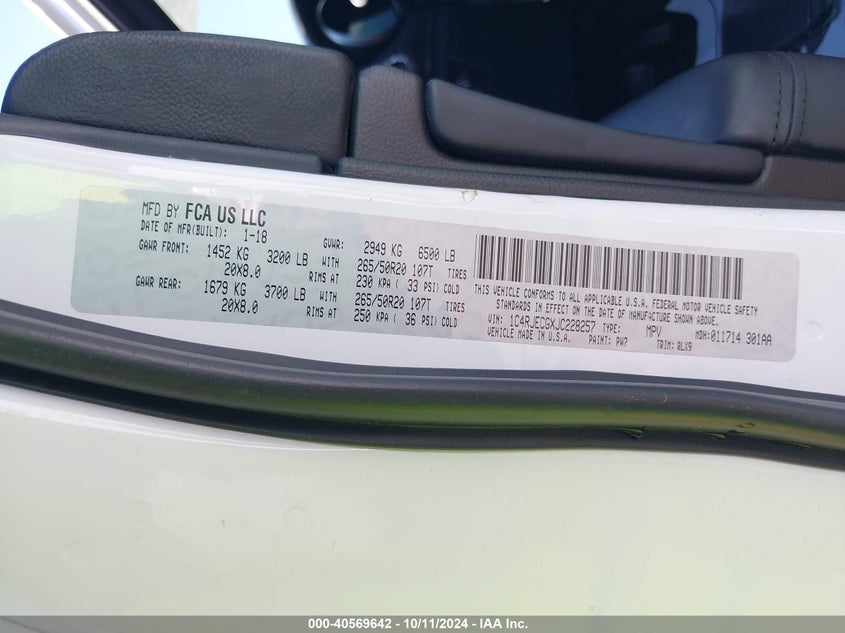 MFD BY FCA US LLC
DATE OF MFR(BUILT): 1-18 GVWR: 2949 KG 6500 LB
GAWR FRONT: 1452 KG 3200 LB WITH 265/50R20 107T TIRES
20X8.0 RIMS AT 230 KPA ( 33 PSI) COLD
GAWR REAR: 1679 KG 3700 LB WITH 265/50R20 107T TIRES
20X8.0 RIMS AT 250 KPA ( 36 PSI) COLD
THIS VEHICLE CONFORMS TO ALL APPLICABLE U.S.A. FEDERAL MOTOR VEHICLE SAFETY
STANDARDS IN EFFECT ON THE DATE OF MANUFACTURE SHOWN ABOVE.
VIN: 1C4RJECGXJC228257 TYPE: MPV MDH:011714 301AA
VEHICLE MADE IN U.S.A. PAINT: PW7 TRIM:QLX9
000-40569642 - 10/11/2024 - IAA Inc.